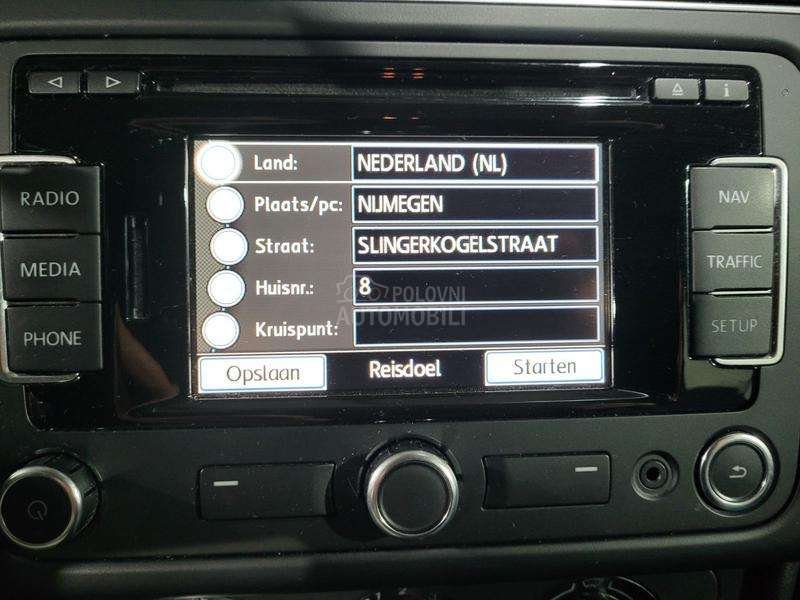 RADIO
MEDIA
PHONE
Land: NEDERLAND (NL)
Plaats/pc: NIJMEGEN
Straat: SLINGERKOGELSTRAAT
Huisnr.: 8
Kruispunt:
Opslaan Reisdoel Starten
POLOVNI
AUTOMOBILI
i
NAV
TRAFFIC
SETUP